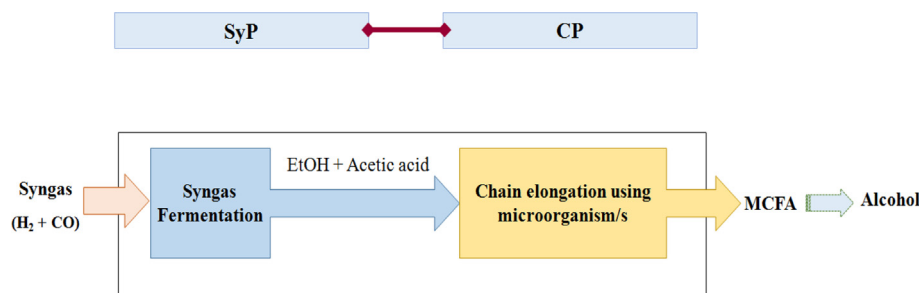 SyP
CP
EtOH + Acetic acid
Syngas
(H₂ + CO)
Syngas
Fermentation
Chain elongation using
microorganism/s
MCFA
Alcohol